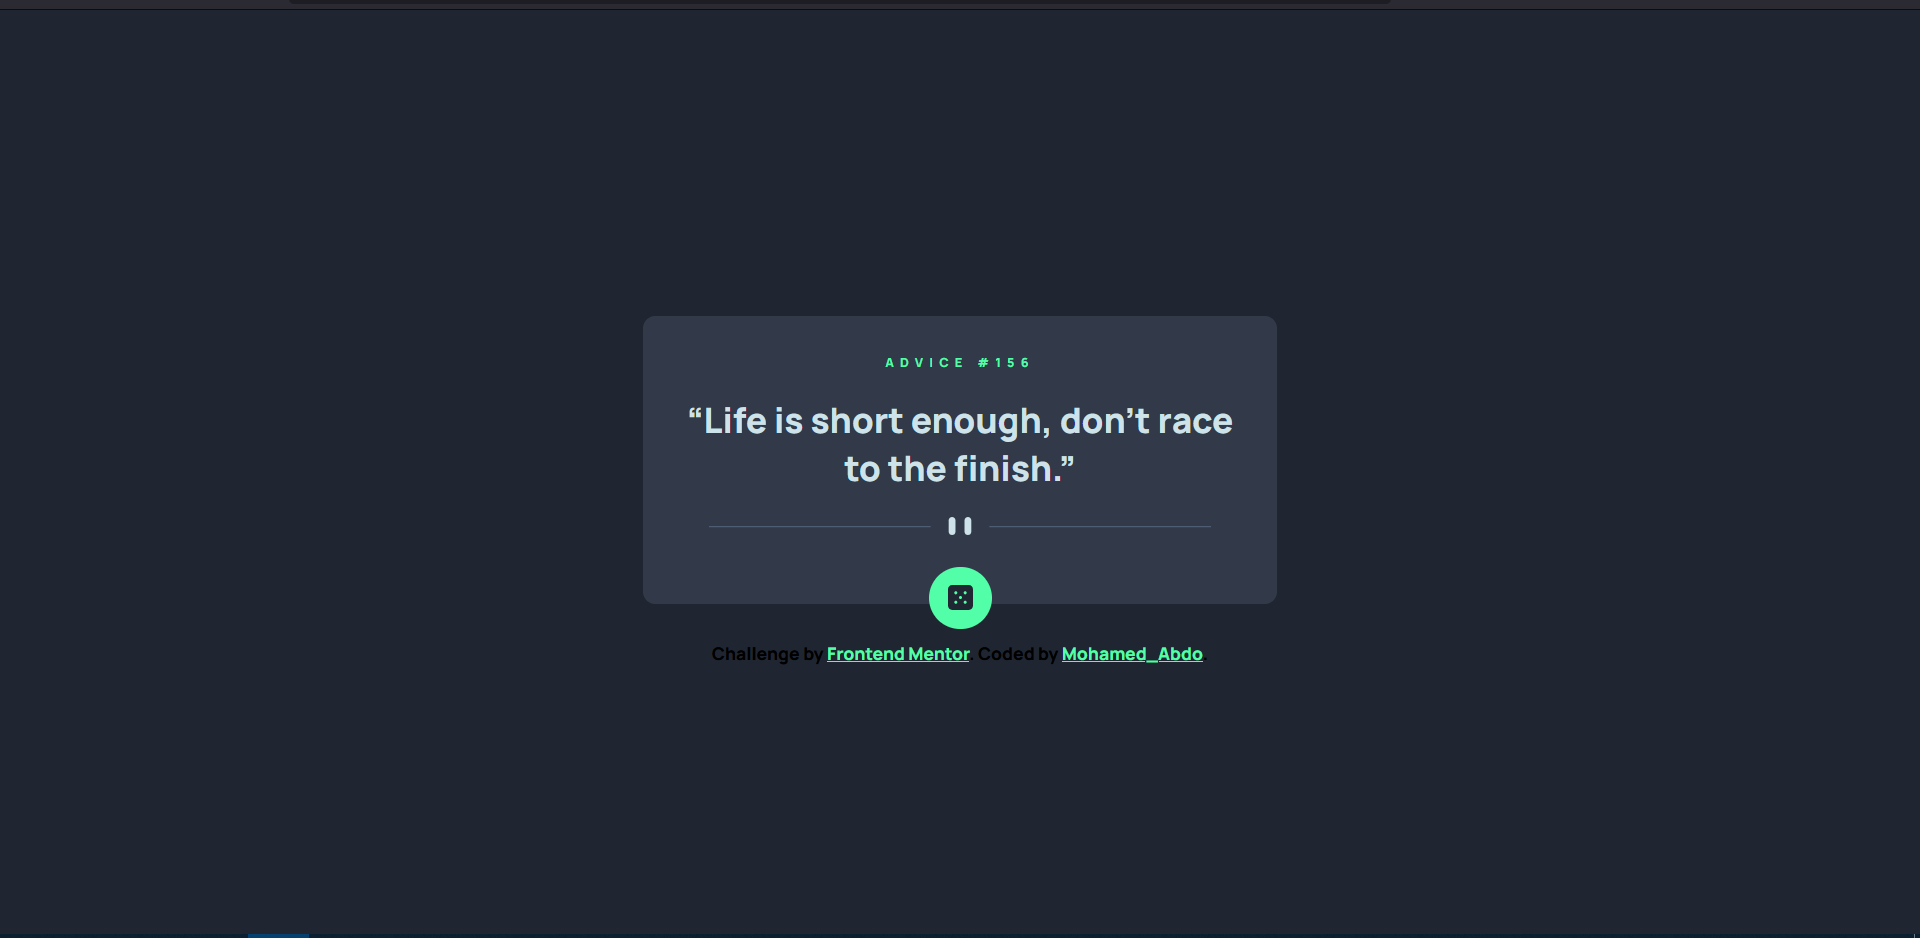 ADVICE #156
“Life is short enough, don’t race
to the finish.”
Challenge by Frontend Mentor. Coded by Mohamed_Abdo.